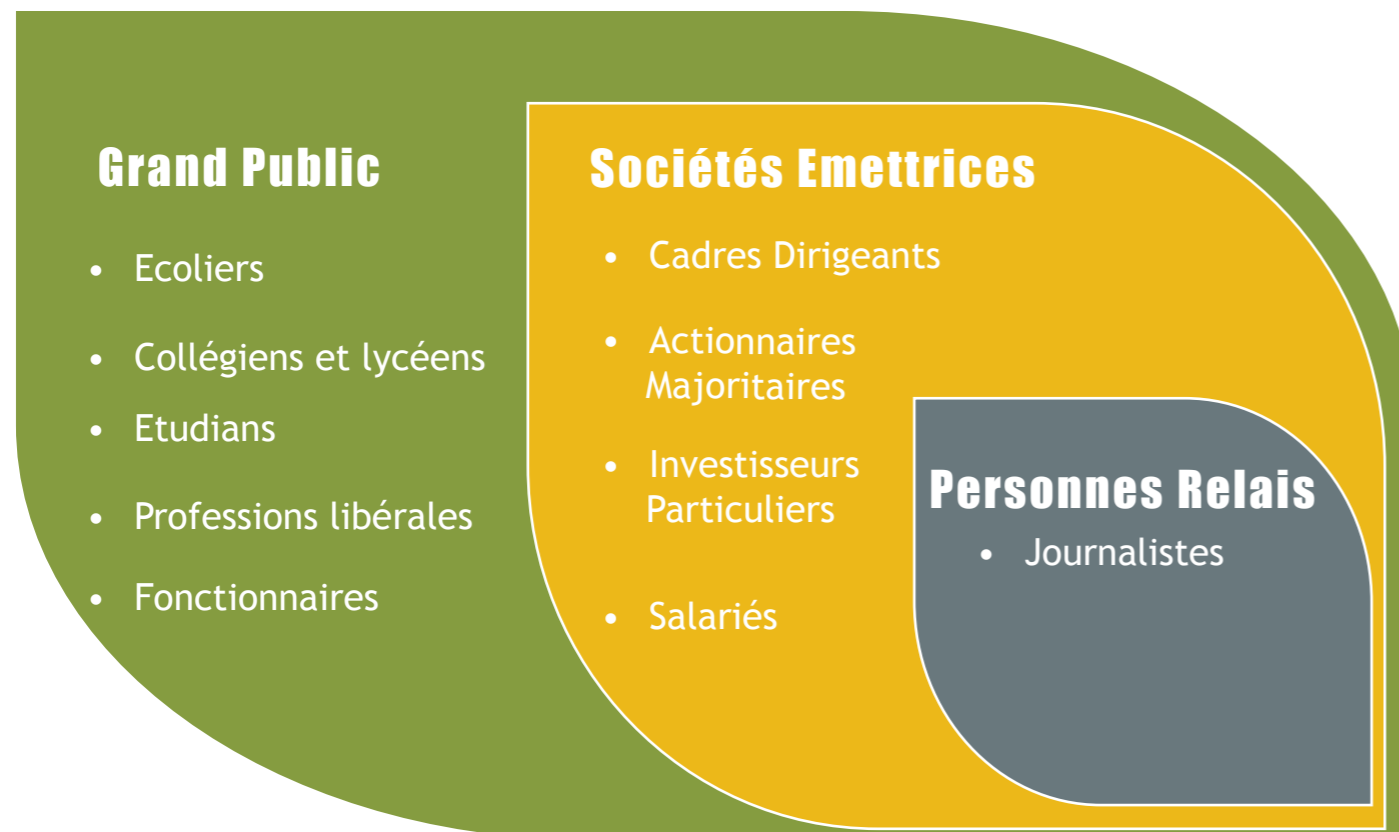 Grand Public
• Ecoliers
• Collégiens et lycéens
• Etudians
• Professions libérales
• Fonctionnaires
Sociétés Emettrices
• Cadres Dirigeants
• Actionnaires
Majoritaires
• Investisseurs
Particuliers
• Salariés
Personnes Relais
• Journalistes